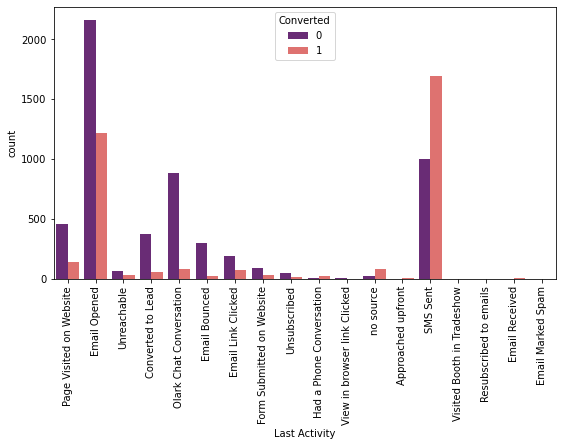 Converted
0
1
2000
1500
1000
500
0
count
Page Visited on Website
Email Opened
Unreachable
Converted to Lead
Olark Chat Conversation
Email Bounced
Email Link Clicked
Form Submitted on Website
Unsubscribed
Had a Phone Conversation
View in browser link Clicked
no source
Approached upfront
SMS Sent
Visited Booth in Tradeshow
Resubscribed to emails
Email Received
Email Marked Spam
Last Activity